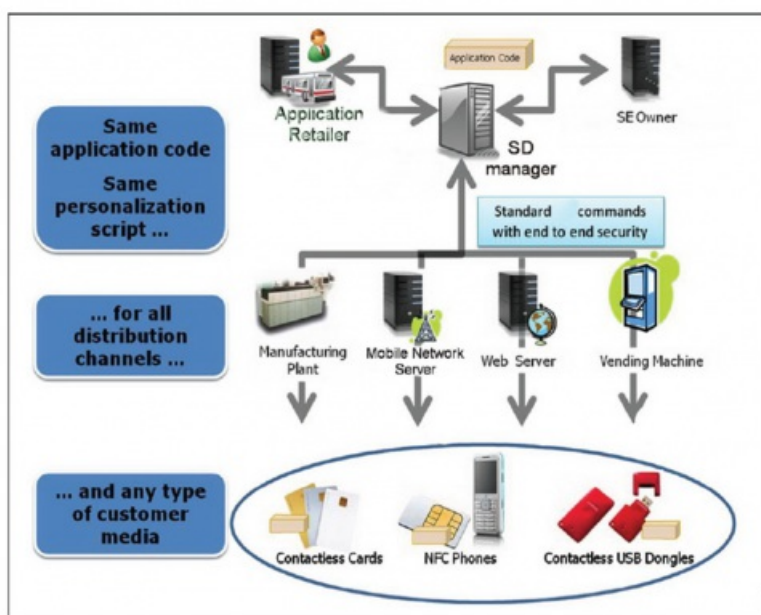 Application Code
Application
Retailer
SD
manager
SE Owner
Same
application code
Same
personalization
script ...
Standard commands
with end to end security
... for all
distribution
channels ...
Manufacturing
Plant
Mobile Network
Server
Web Server
Vending Machine
... and any type
of customer
media
Contactless Cards
NFC Phones
Contactless USB Dongles